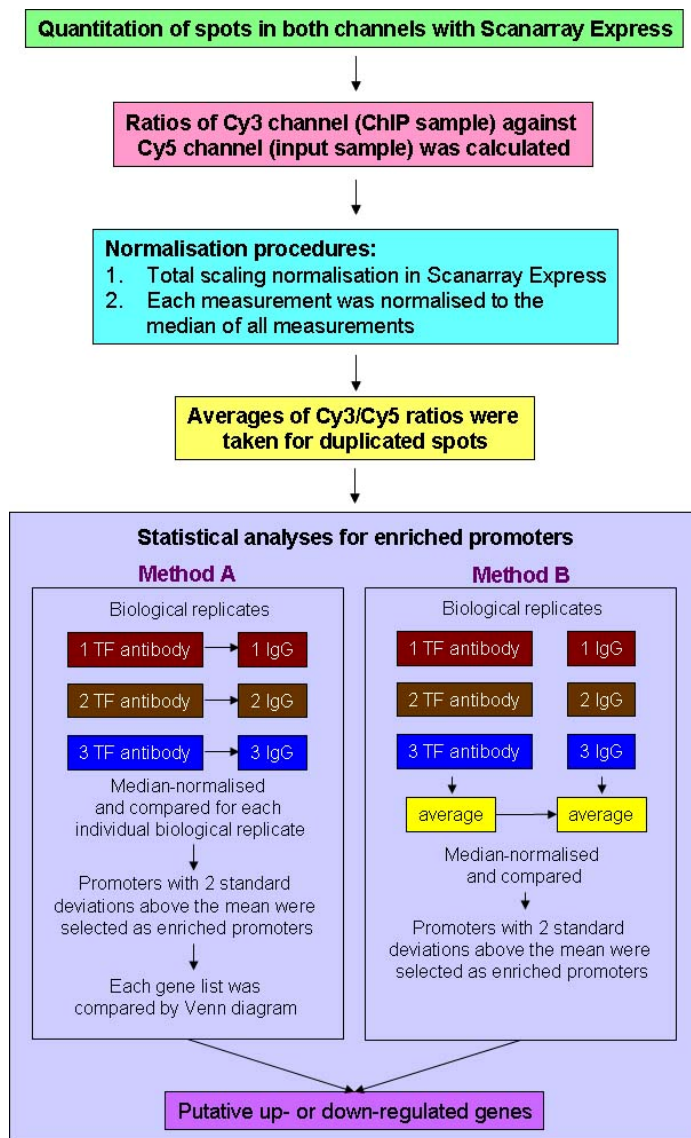 Quantitation of spots in both channels with Scanarray Express
Ratios of Cy3 channel (ChIP sample) against
Cy5 channel (input sample) was calculated
Normalisation procedures:
1. Total scaling normalisation in Scanarray Express
2. Each measurement was normalised to the
median of all measurements
Averages of Cy3/Cy5 ratios were
taken for duplicated spots
Statistical analyses for enriched promoters
Method A
Biological replicates
1 TF antibody
1 IgG
2 TF antibody
2 IgG
3 TF antibody
3 IgG
Median-normalised
and compared for each
individual biological replicate
Promoters with 2 standard
deviations above the mean were
selected as enriched promoters
Each gene list was
compared by Venn diagram
Method B
Biological replicates
1 TF antibody
1 IgG
2 TF antibody
2 IgG
3 TF antibody
3 IgG
average
average
Median-normalised
and compared
Promoters with 2 standard
deviations above the mean were
selected as enriched promoters
Putative up- or down-regulated genes